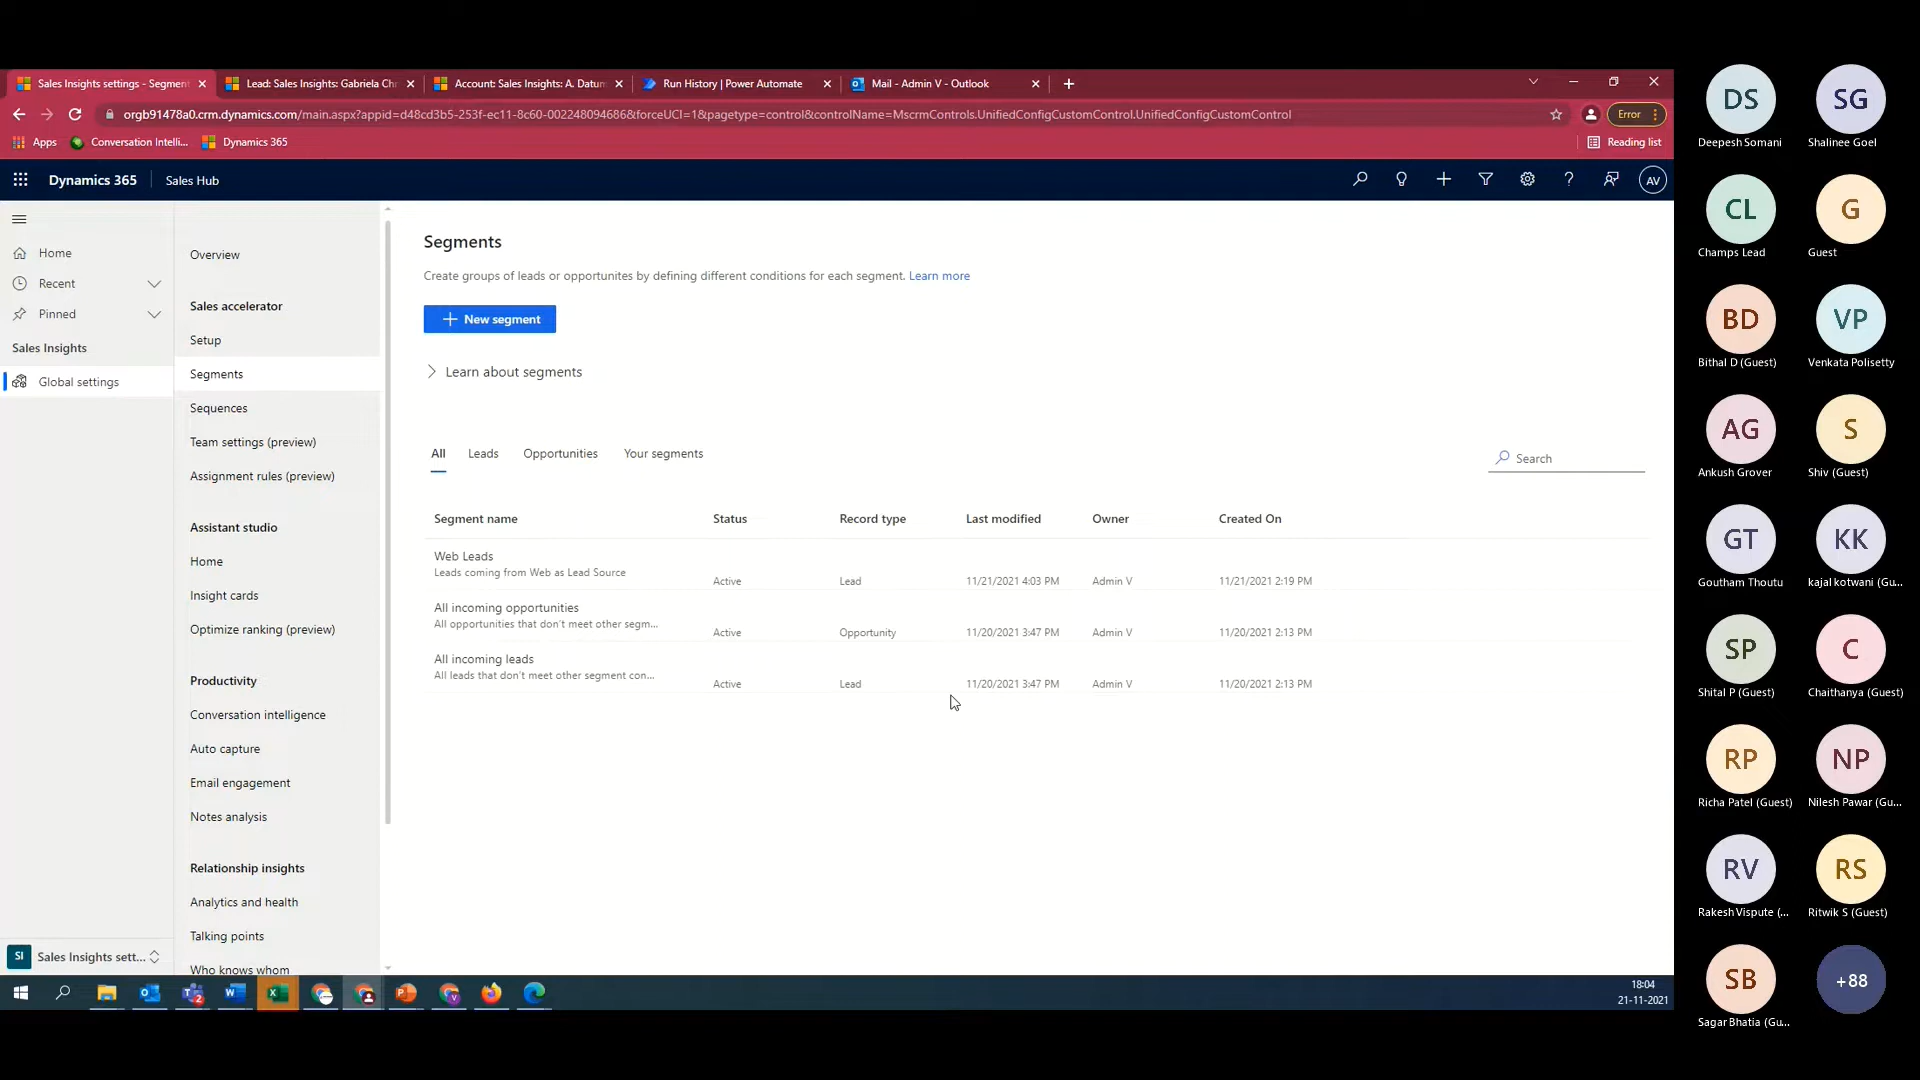 Sales Insights settings - Segment
Lead: Sales Insights: Gabriela Chr
Account: Sales Insights: A. Datum
Run History | Power Automate
Mail - Admin V - Outlook
orgb91478a0.crm.dynamics.com/main.aspx?appid=d48cd3b5-253f-ec11-8c60-002248094686&forceUCI=1&pagetype=control&controlName=MscrmControls.UnifiedConfigCustomControl.UnifiedConfigCustomControl
Error
Apps
Conversation Intelli...
Dynamics 365
Reading list
Dynamics 365
Sales Hub
AV
Home
Recent
Pinned
Sales Insights
Global settings
SI
Sales Insights sett...
Overview
Sales accelerator
Setup
Segments
Sequences
Team settings (preview)
Assignment rules (preview)
Assistant studio
Home
Insight cards
Optimize ranking (preview)
Productivity
Conversation intelligence
Auto capture
Email engagement
Notes analysis
Relationship insights
Analytics and health
Talking points
Who knows whom
Segments
Create groups of leads or opportunites by defining different conditions for each segment. Learn more
New segment
Learn about segments
All Leads Opportunities Your segments
Search
Segment name Status Record type Last modified Owner Created On
Web Leads
Leads coming from Web as Lead Source
Active Lead 11/21/2021 4:03 PM Admin V 11/21/2021 2:19 PM
All incoming opportunities
All opportunities that don't meet other segm...
Active Opportunity 11/20/2021 3:47 PM Admin V 11/20/2021 2:13 PM
All incoming leads
All leads that don't meet other segment con...
Active Lead 11/20/2021 3:47 PM Admin V 11/20/2021 2:13 PM
18:04
21-11-2021
DS SG
Deepesh Somani Shalinee Goel
CL G
Champs Lead Guest
BD VP
Bithal D (Guest) Venkata Polisetty
AG S
Ankush Grover Shiv (Guest)
GT KK
Goutham Thoutu kajal kotwani (Gu...
SP C
Shital P (Guest) Chaithanya (Guest)
RP NP
Richa Patel (Guest) Nilesh Pawar (Gu...
RV RS
Rakesh Vispute (... Ritwik S (Guest)
SB +88
Sagar Bhatia (Gu...